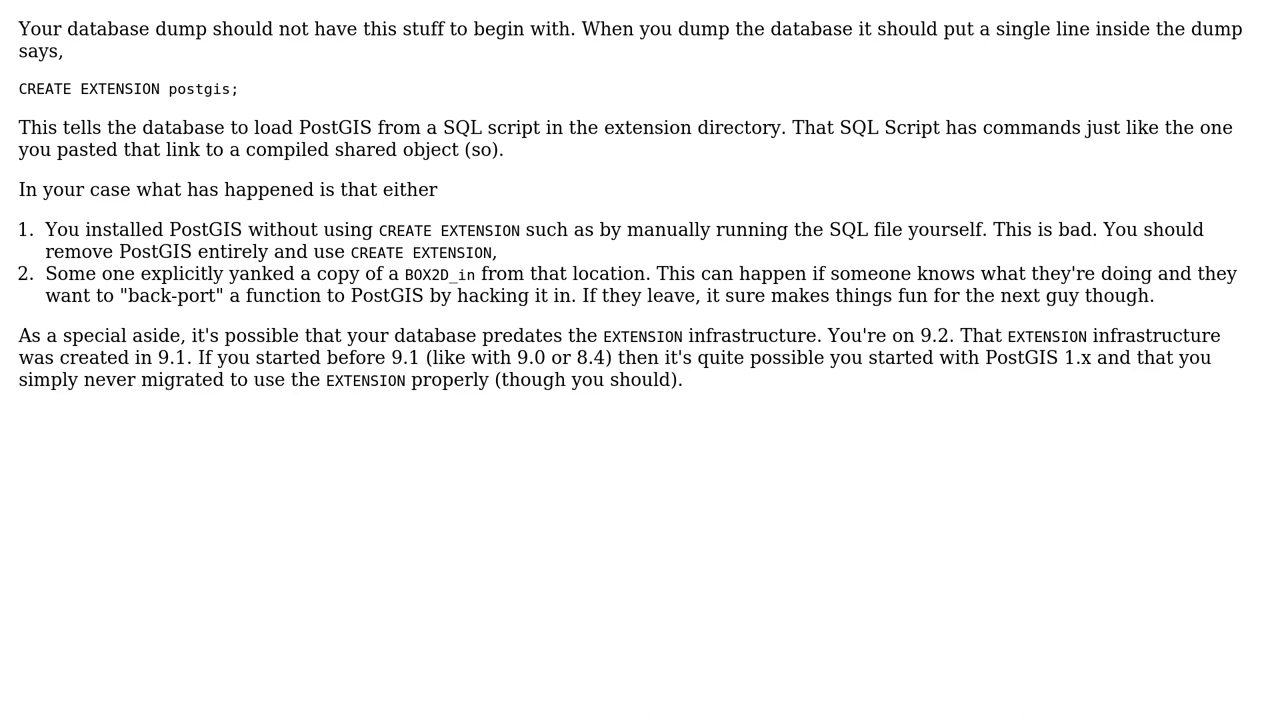 Your database dump should not have this stuff to begin with. When you dump the database it should put a single line inside the dump
says,
CREATE EXTENSION postgis;
This tells the database to load PostGIS from a SQL script in the extension directory. That SQL Script has commands just like the one
you pasted that link to a compiled shared object (so).
In your case what has happened is that either
1. You installed PostGIS without using CREATE EXTENSION such as by manually running the SQL file yourself. This is bad. You should
remove PostGIS entirely and use CREATE EXTENSION,
2. Some one explicitly yanked a copy of a BOX2D_in from that location. This can happen if someone knows what they're doing and they
want to "back-port" a function to PostGIS by hacking it in. If they leave, it sure makes things fun for the next guy though.
As a special aside, it's possible that your database predates the EXTENSION infrastructure. You're on 9.2. That EXTENSION infrastructure
was created in 9.1. If you started before 9.1 (like with 9.0 or 8.4) then it's quite possible you started with PostGIS 1.x and that you
simply never migrated to use the EXTENSION properly (though you should).